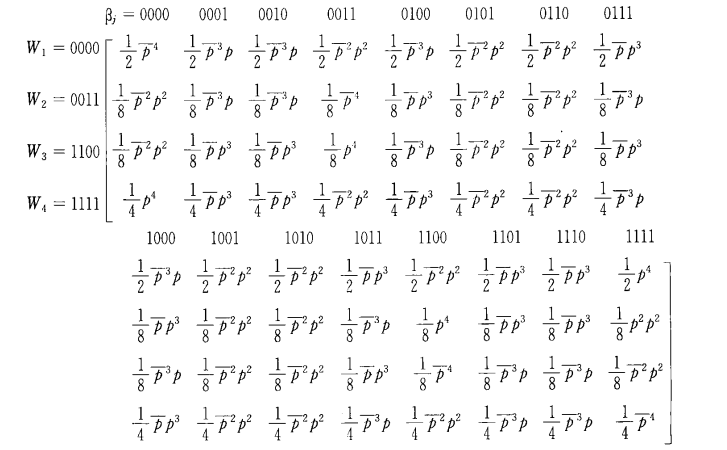 β_j = 0000 0001 0010 0011 0100 0101 0110 0111
W₁ = 0000 1/2 p̄⁴ 1/2 p̄³p 1/2 p̄³p 1/2 p̄²p² 1/2 p̄³p 1/2 p̄²p² 1/2 p̄²p² 1/2 p̄p³
W₂ = 0011 1/8 p̄²p² 1/8 p̄³p 1/8 p̄³p 1/8 p̄⁴ 1/8 p̄p³ 1/8 p̄²p² 1/8 p̄²p² 1/8 p̄³p
W₃ = 1100 1/8 p̄²p² 1/8 p̄p³ 1/8 p̄p³ 1/8 p⁴ 1/8 p̄³p 1/8 p̄²p² 1/8 p̄²p² 1/8 p̄p³
W₄ = 1111 1/4 p⁴ 1/4 p̄p³ 1/4 p̄p³ 1/4 p̄²p² 1/4 p̄p³ 1/4 p̄²p² 1/4 p̄²p² 1/4 p̄³p
1000 1001 1010 1011 1100 1101 1110 1111
1/2 p̄³p 1/2 p̄²p² 1/2 p̄²p² 1/2 p̄p³ 1/2 p̄²p² 1/2 p̄p³ 1/2 p̄p³ 1/2 p⁴
1/8 p̄p³ 1/8 p̄²p² 1/8 p̄²p² 1/8 p̄³p 1/8 p⁴ 1/8 p̄p³ 1/8 p̄p³ 1/8 p²p²
1/8 p̄³p 1/8 p̄²p² 1/8 p̄²p² 1/8 p̄p³ 1/8 p̄⁴ 1/8 p̄³p 1/8 p̄³p 1/8 p̄²p²
1/4 p̄p³ 1/4 p̄²p² 1/4 p̄²p² 1/4 p̄³p 1/4 p̄²p² 1/4 p̄³p 1/4 p̄³p 1/4 p̄⁴